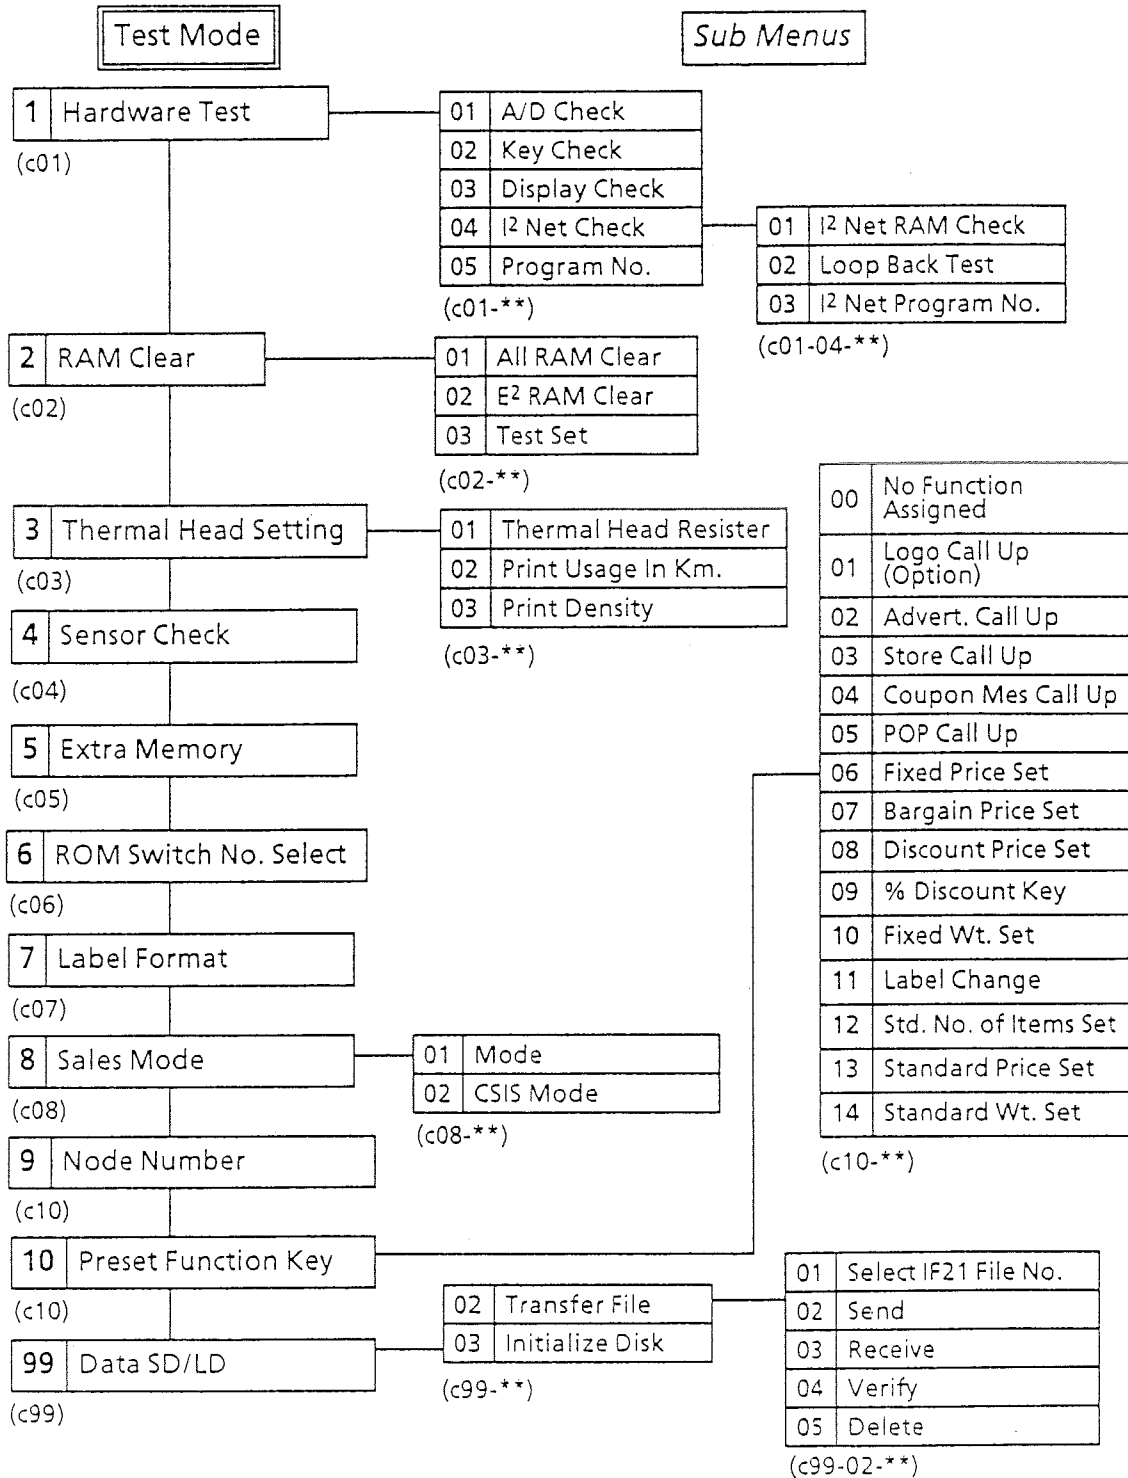 Test Mode
Sub Menus
1 Hardware Test
(c01)
01 A/D Check
02 Key Check
03 Display Check
04 I² Net Check
05 Program No.
(c01-**)
01 I² Net RAM Check
02 Loop Back Test
03 I² Net Program No.
(c01-04-**)
2 RAM Clear
(c02)
01 All RAM Clear
02 E² RAM Clear
03 Test Set
(c02-**)
3 Thermal Head Setting
(c03)
01 Thermal Head Resister
02 Print Usage In Km.
03 Print Density
(c03-**)
4 Sensor Check
(c04)
5 Extra Memory
(c05)
6 ROM Switch No. Select
(c06)
7 Label Format
(c07)
8 Sales Mode
(c08)
01 Mode
02 CSIS Mode
(c08-**)
9 Node Number
(c10)
10 Preset Function Key
(c10)
00 No Function
Assigned
01 Logo Call Up
(Option)
02 Advert. Call Up
03 Store Call Up
04 Coupon Mes Call Up
05 POP Call Up
06 Fixed Price Set
07 Bargain Price Set
08 Discount Price Set
09 % Discount Key
10 Fixed Wt. Set
11 Label Change
12 Std. No. of Items Set
13 Standard Price Set
14 Standard Wt. Set
(c10-**)
99 Data SD/LD
(c99)
02 Transfer File
03 Initialize Disk
(c99-**)
01 Select IF21 File No.
02 Send
03 Receive
04 Verify
05 Delete
(c99-02-**)